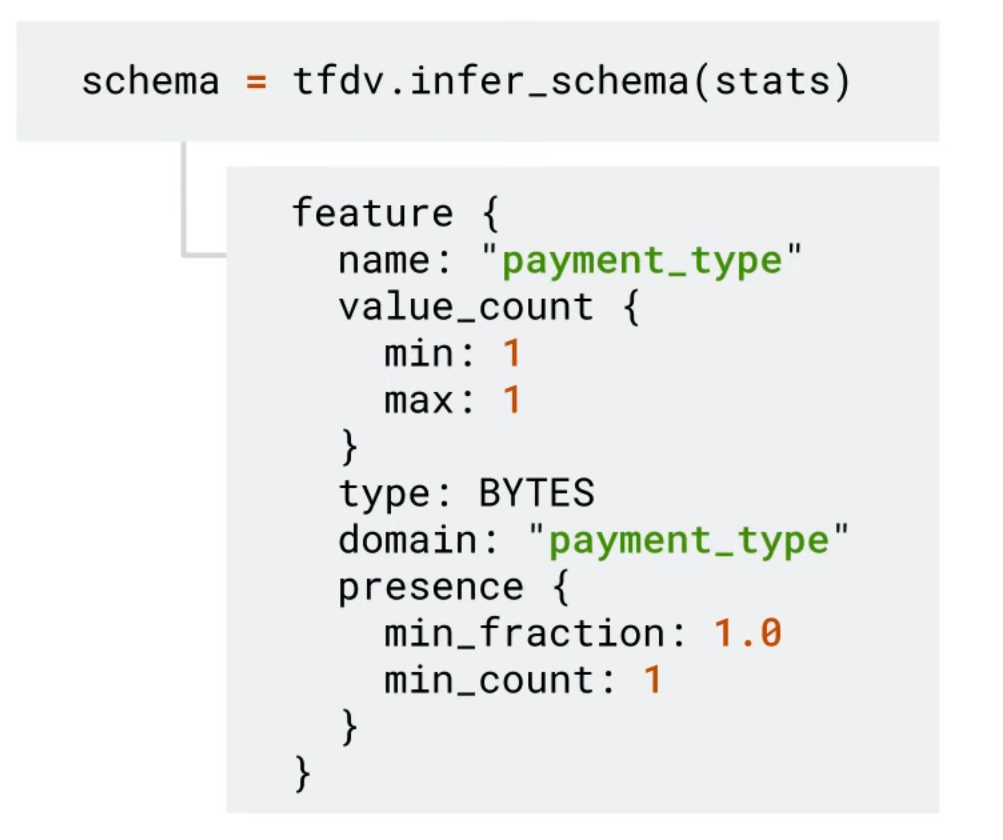 schema = tfdv.infer_schema(stats)
feature {
name: "payment_type"
value_count {
min: 1
max: 1
}
type: BYTES
domain: "payment_type"
presence {
min_fraction: 1.0
min_count: 1
}
}